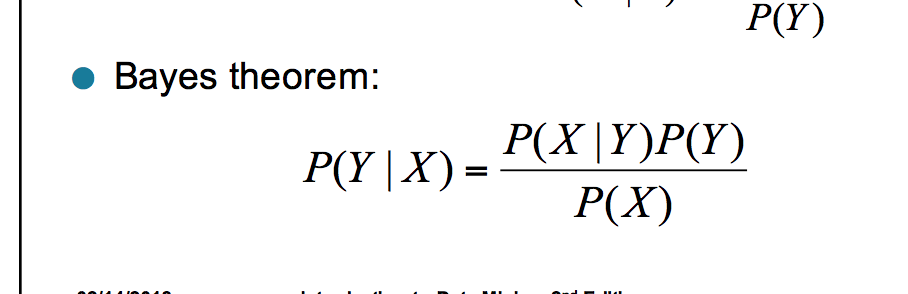 P(Y)
Bayes theorem:
P(Y | X) = P(X | Y)P(Y)
P(X)